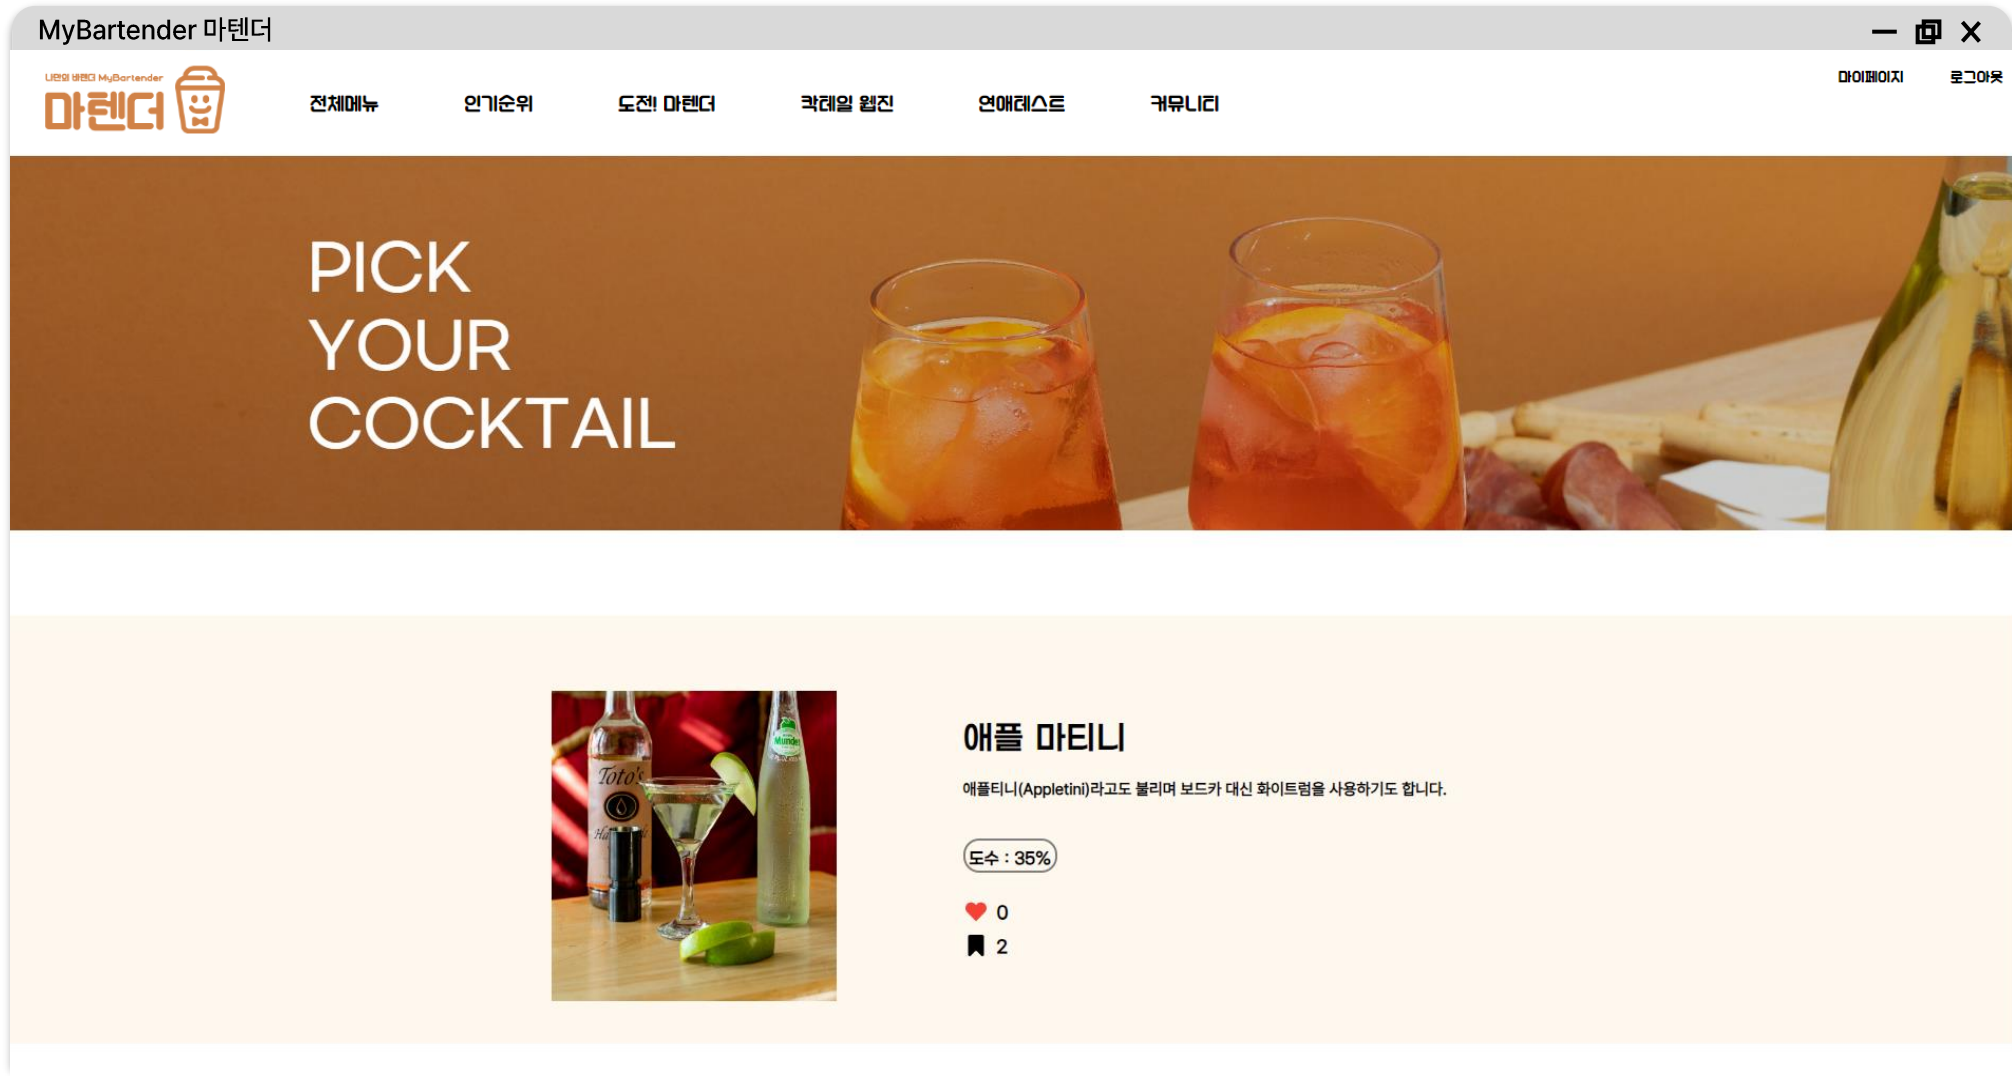 MyBartender 마텐더
나만의 바텐더 MyBartender
마텐더
전체메뉴
인기순위
도전! 마텐더
칵테일 웹진
연애테스트
커뮤니티
마이페이지
로그아웃
PICK
YOUR
COCKTAIL
애플 마티니
애플티니(Appletini)라고도 불리며 보드카 대신 화이트럼을 사용하기도 합니다.
도수 : 35%
0
2
Toto's